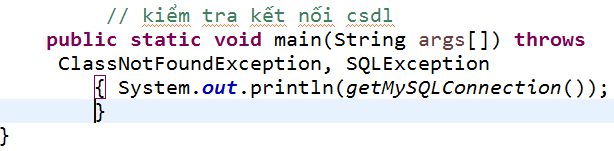 // kiểm tra kết nối csdl
public static void main(String args[]) throws
ClassNotFoundException, SQLException
{ System.out.println(getMySQLConnection());
}
}